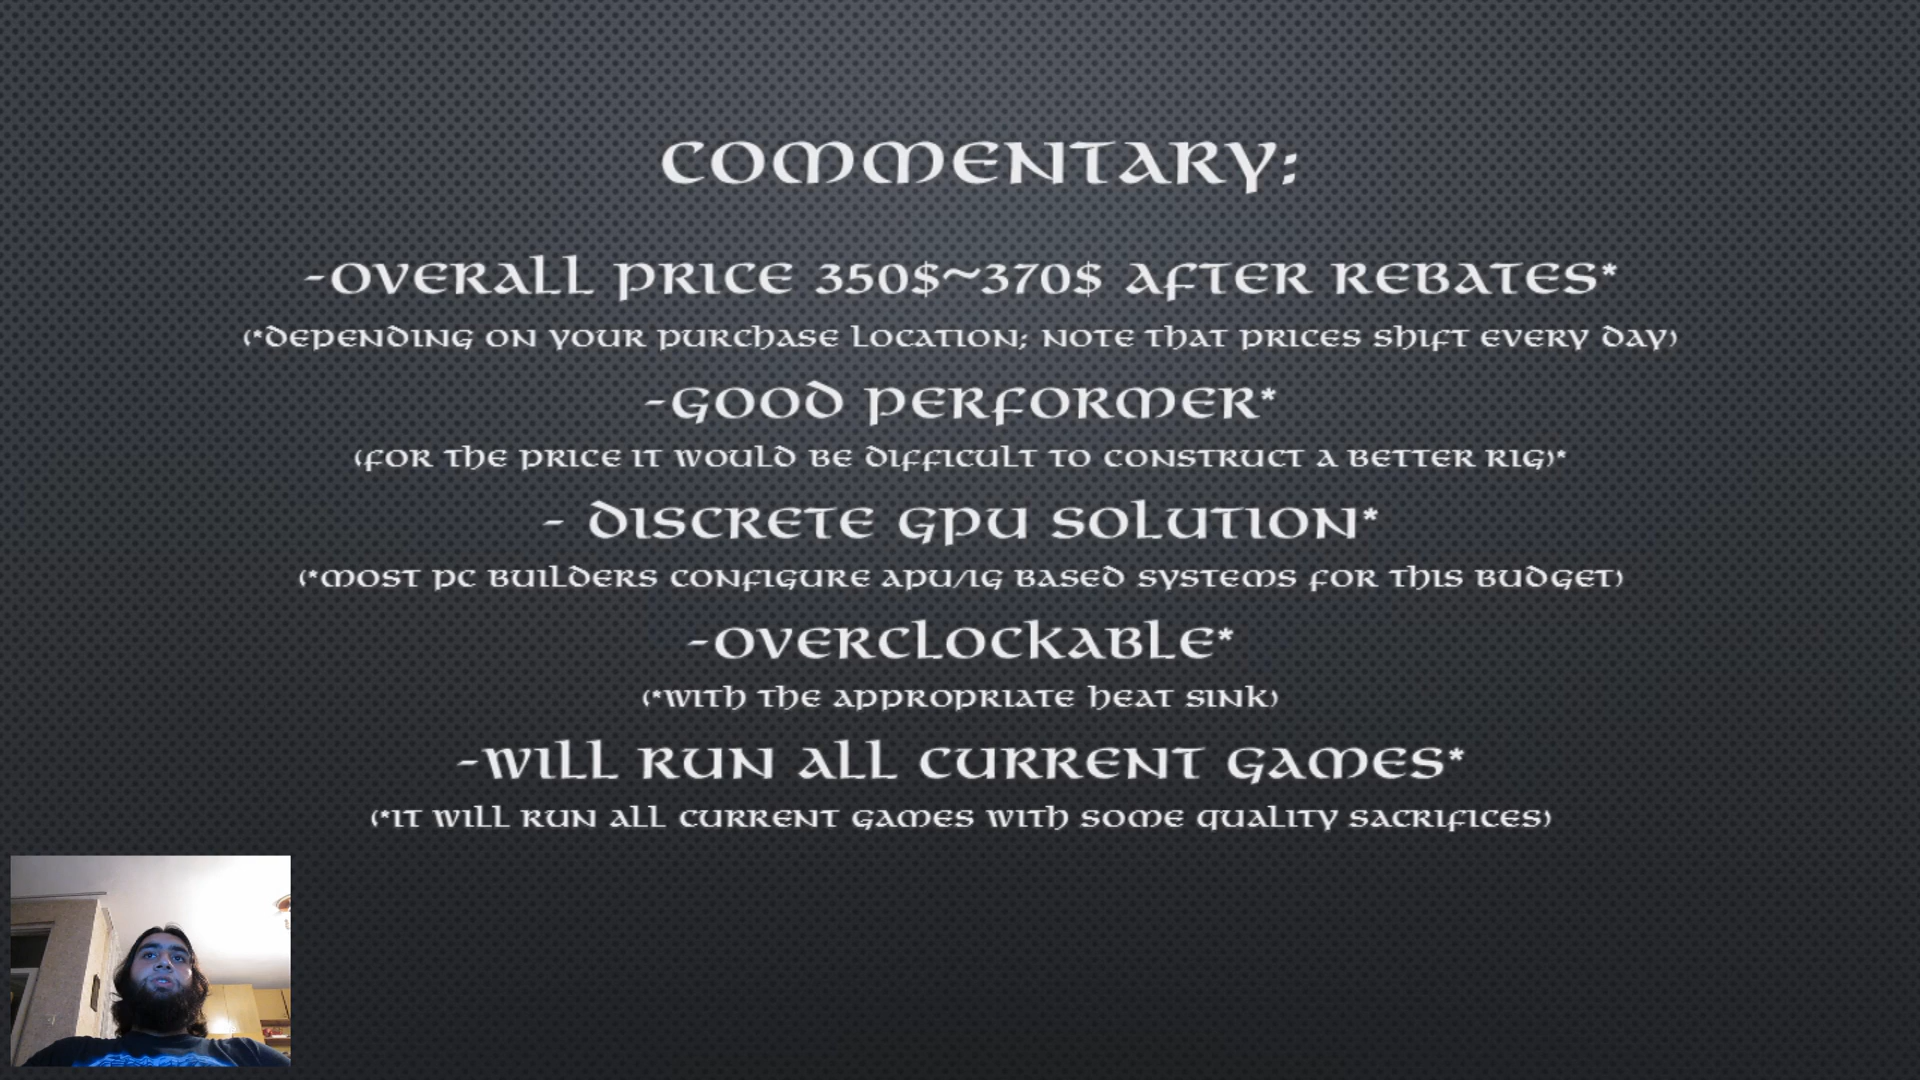 COMMENTARY:
-OVERALL PRICE 350$~370$ AFTER REBATES*
(*DEPENDING ON YOUR PURCHASE LOCATION; NOTE THAT PRICES SHIFT EVERY DAY)
-GOOD PERFORMER*
(FOR THE PRICE IT WOULD BE DIFFICULT TO CONSTRUCT A BETTER RIG)*
- DISCRETE GPU SOLUTION*
(*MOST PC BUILDERS CONFIGURE APU/IG BASED SYSTEMS FOR THIS BUDGET)
-OVERCLOCKABLE*
(*WITH THE APPROPRIATE HEAT SINK)
-WILL RUN ALL CURRENT GAMES*
(*IT WILL RUN ALL CURRENT GAMES WITH SOME QUALITY SACRIFICES)